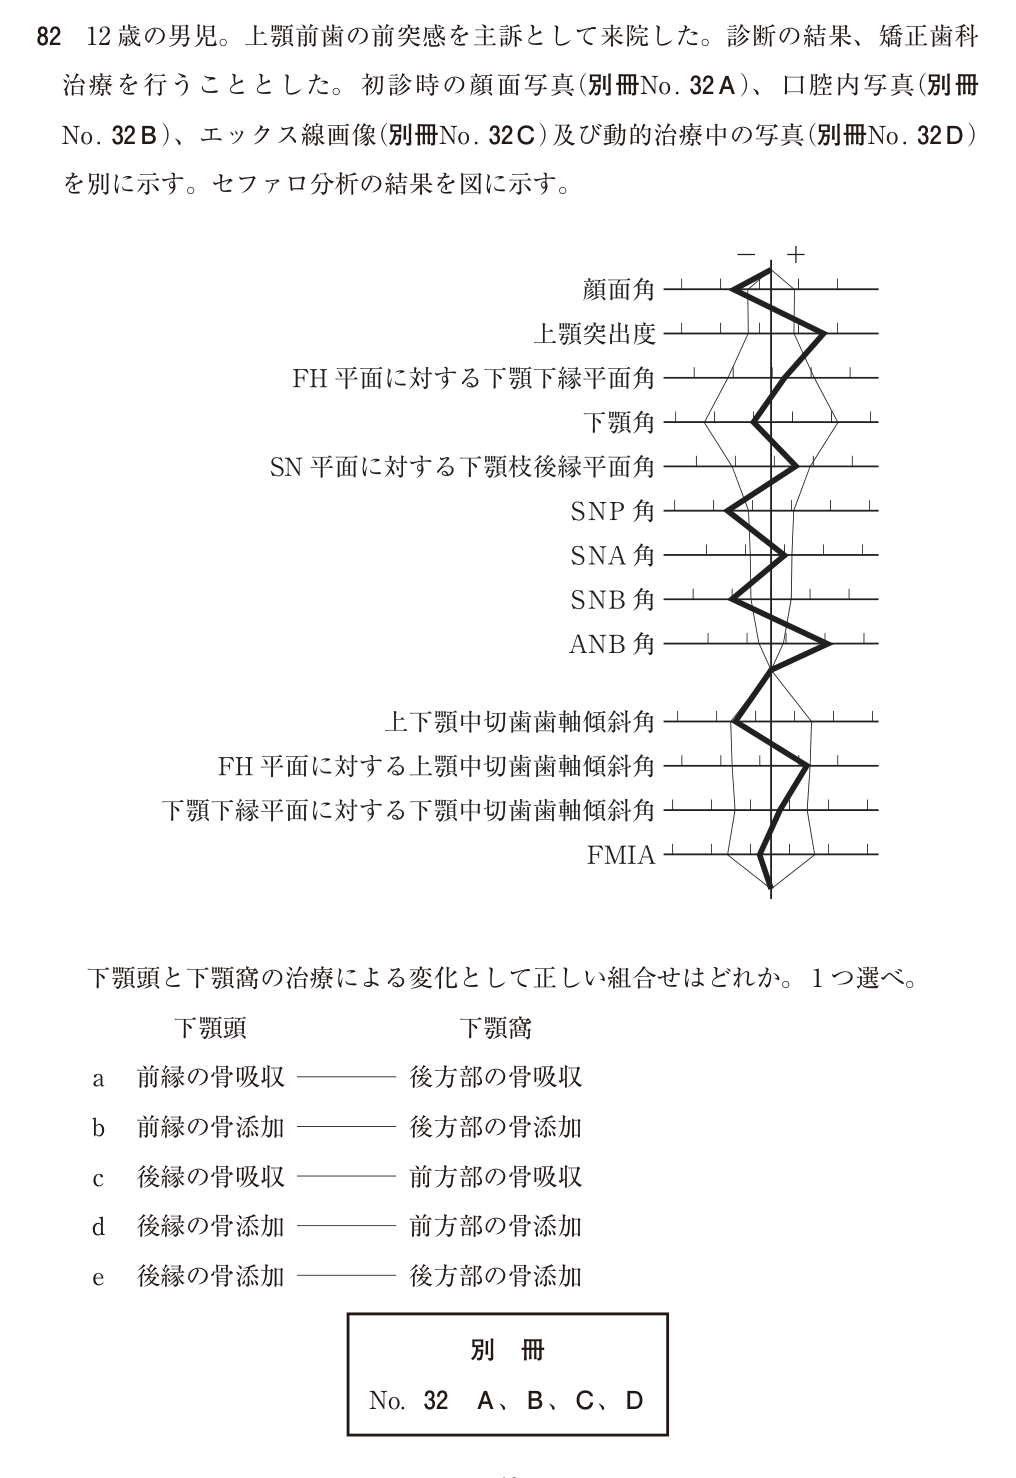 82 12歳の男児。上顎前歯の前突感を主訴として来院した。診断の結果、矯正歯科
治療を行うこととした。初診時の顔面写真(別冊No. 32A)、口腔内写真(別冊
No. 32B)、エックス線画像(別冊No. 32C)及び動的治療中の写真(別冊No. 32D)
を別に示す。セファロ分析の結果を図に示す。
− +
顔面角
上顎突出度
FH 平面に対する下顎下縁平面角
下顎角
SN 平面に対する下顎枝後縁平面角
SNP 角
SNA 角
SNB 角
ANB 角
上下顎中切歯歯軸傾斜角
FH 平面に対する上顎中切歯歯軸傾斜角
下顎下縁平面に対する下顎中切歯歯軸傾斜角
FMIA
下顎頭と下顎窩の治療による変化として正しい組合せはどれか。1つ選べ。
下顎頭 下顎窩
a 前縁の骨吸収 ――― 後方部の骨吸収
b 前縁の骨添加 ――― 後方部の骨添加
c 後縁の骨吸収 ――― 前方部の骨吸収
d 後縁の骨添加 ――― 前方部の骨添加
e 後縁の骨添加 ――― 後方部の骨添加
別 冊
No. 32 A、B、C、D